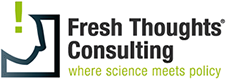 Fresh Thoughts®
Consulting
where science meets policy